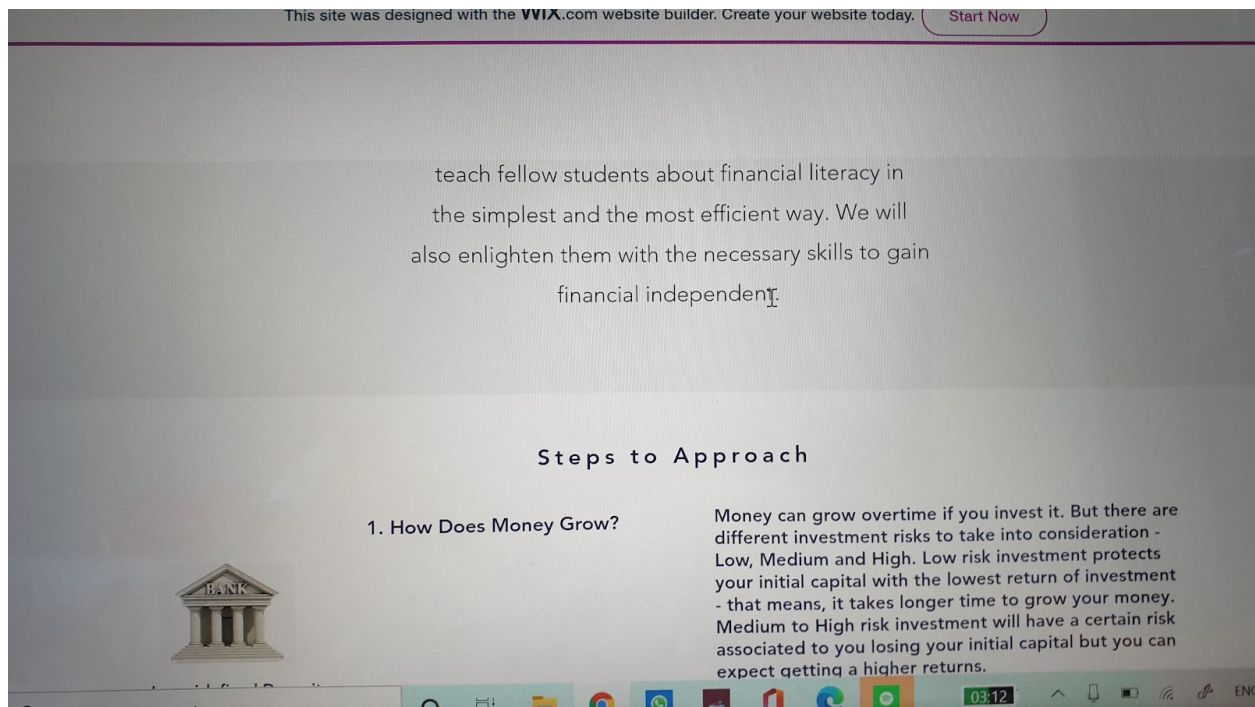 This site was designed with the WIX.com website builder. Create your website today.
Start Now
teach fellow students about financial literacy in
the simplest and the most efficient way. We will
also enlighten them with the necessary skills to gain
financial independent.
Steps to Approach
1. How Does Money Grow?
BANK
Money can grow overtime if you invest it. But there are
different investment risks to take into consideration -
Low, Medium and High. Low risk investment protects
your initial capital with the lowest return of investment
- that means, it takes longer time to grow your money.
Medium to High risk investment will have a certain risk
associated to you losing your initial capital but you can
expect getting a higher returns.
03:12
ENG